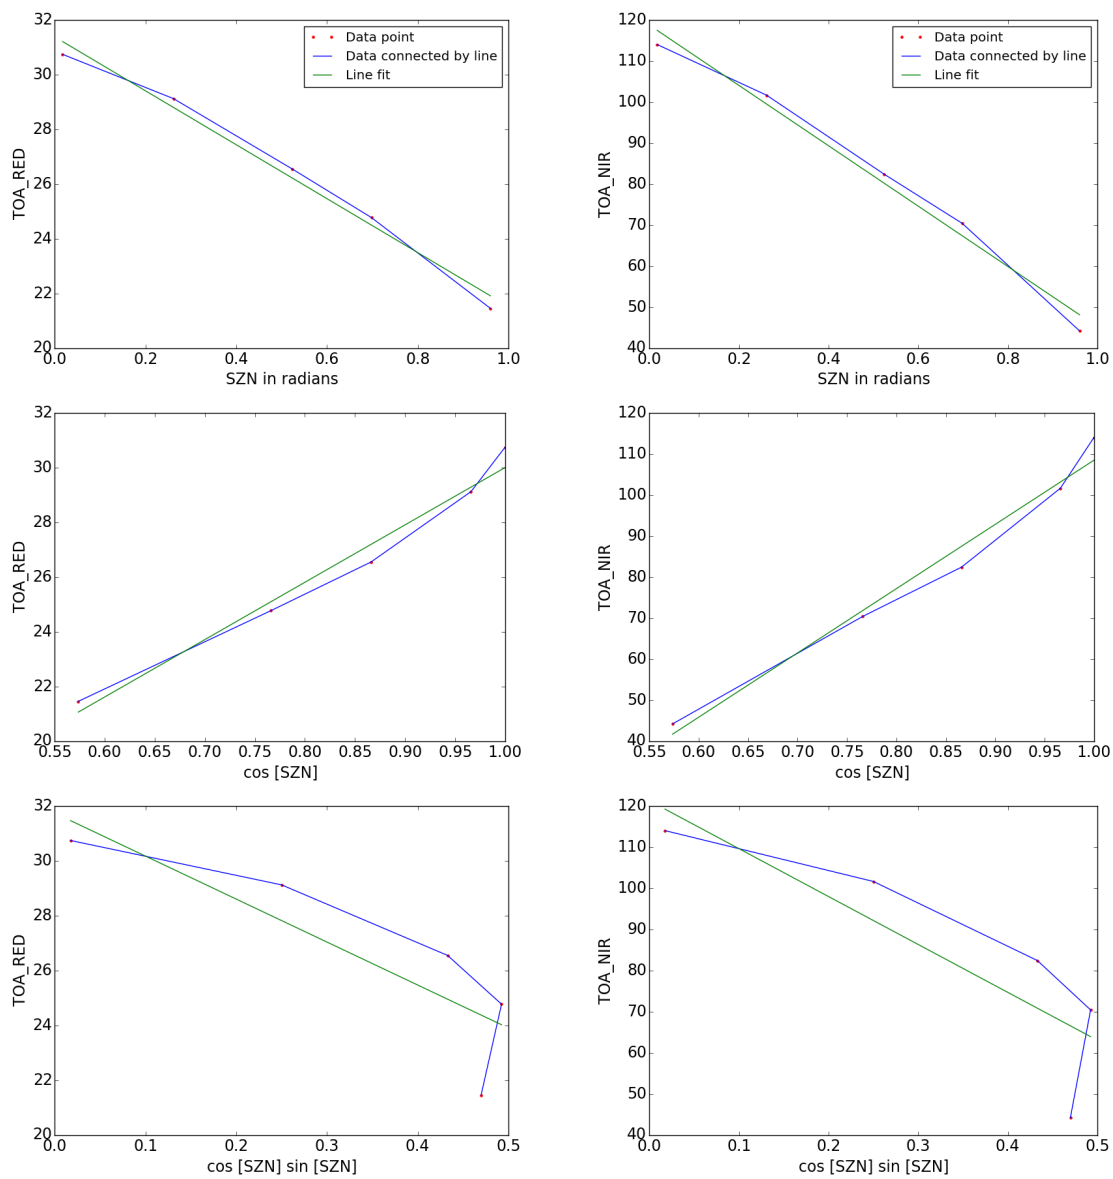 32
30
28
26
24
22
20
TOA_RED
Data point
Data connected by line
Line fit
0.0 0.2 0.4 0.6 0.8 1.0
SZN in radians
120
110
100
90
80
70
60
50
40
TOA_NIR
Data point
Data connected by line
Line fit
0.0 0.2 0.4 0.6 0.8 1.0
SZN in radians
32
30
28
26
24
22
20
TOA_RED
0.55 0.60 0.65 0.70 0.75 0.80 0.85 0.90 0.95 1.00
cos [SZN]
120
110
100
90
80
70
60
50
40
TOA_NIR
0.55 0.60 0.65 0.70 0.75 0.80 0.85 0.90 0.95 1.00
cos [SZN]
32
30
28
26
24
22
20
TOA_RED
0.0 0.1 0.2 0.3 0.4 0.5
cos [SZN] sin [SZN]
120
110
100
90
80
70
60
50
40
TOA_NIR
0.0 0.1 0.2 0.3 0.4 0.5
cos [SZN] sin [SZN]